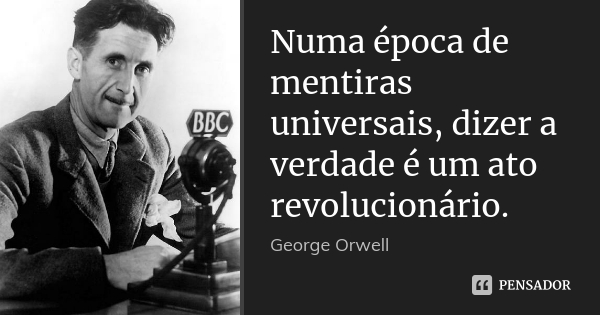 BBC
Numa época de
mentiras
universais, dizer a
verdade é um ato
revolucionário.
George Orwell
PENSADOR